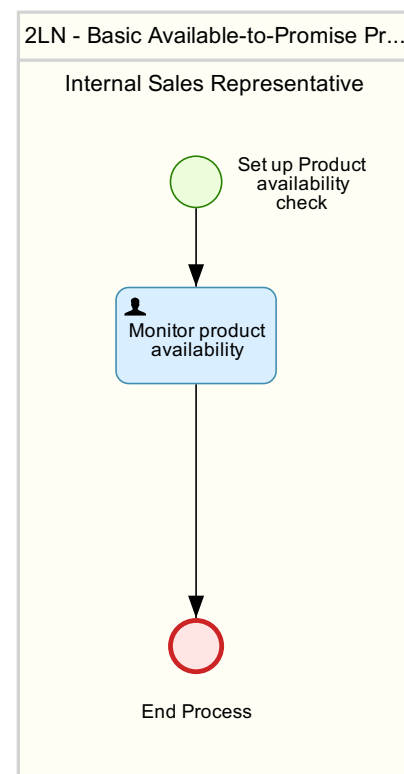 2LN - Basic Available-to-Promise Pr...
Internal Sales Representative
Set up Product
availability
check
Monitor product
availability
End Process